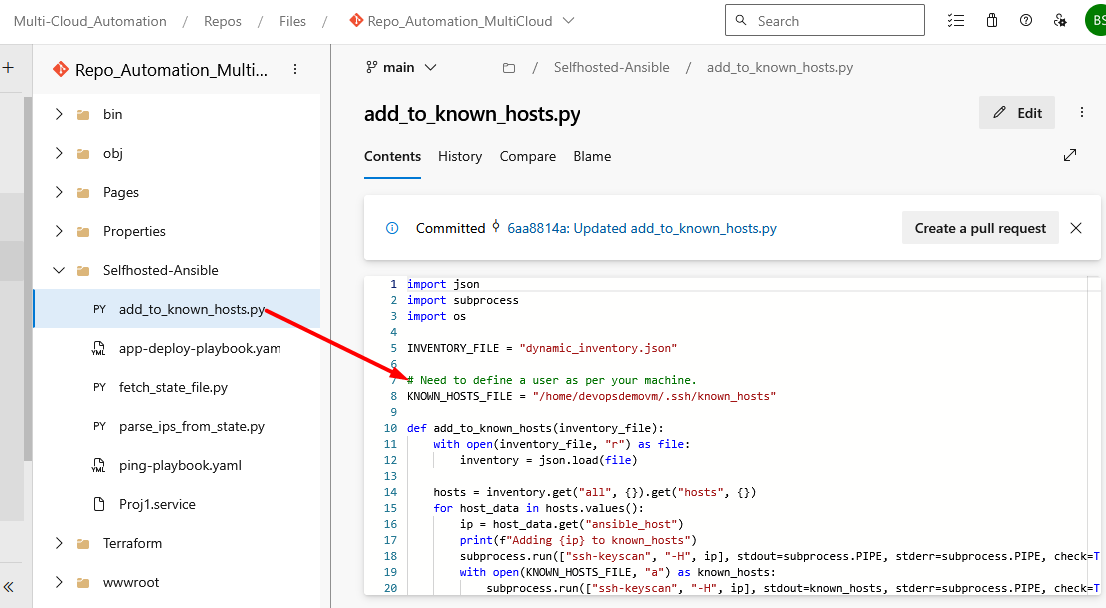 Multi-Cloud_Automation / Repos / Files / Repo_Automation_MultiCloud
Search
BS
Repo_Automation_Multi...
bin
obj
Pages
Properties
Selfhosted-Ansible
PY add_to_known_hosts.py
YML app-deploy-playbook.yam
PY fetch_state_file.py
PY parse_ips_from_state.py
YML ping-playbook.yaml
Proj1.service
Terraform
wwwroot
main
/ Selfhosted-Ansible / add_to_known_hosts.py
add_to_known_hosts.py
Edit
Contents History Compare Blame
Committed 6aa8814a: Updated add_to_known_hosts.py
Create a pull request
1 import json
2 import subprocess
3 import os
4
5 INVENTORY_FILE = "dynamic_inventory.json"
6
7 # Need to define a user as per your machine.
8 KNOWN_HOSTS_FILE = "/home/devopsdemovm/.ssh/known_hosts"
9
10 def add_to_known_hosts(inventory_file):
11 with open(inventory_file, "r") as file:
12 inventory = json.load(file)
13
14 hosts = inventory.get("all", {}).get("hosts", {})
15 for host_data in hosts.values():
16 ip = host_data.get("ansible_host")
17 print(f"Adding {ip} to known_hosts")
18 subprocess.run(["ssh-keyscan", "-H", ip], stdout=subprocess.PIPE, stderr=subprocess.PIPE, check=T
19 with open(KNOWN_HOSTS_FILE, "a") as known_hosts:
20 subprocess.run(["ssh-keyscan", "-H", ip], stdout=known_hosts, stderr=subprocess.PIPE, check=T